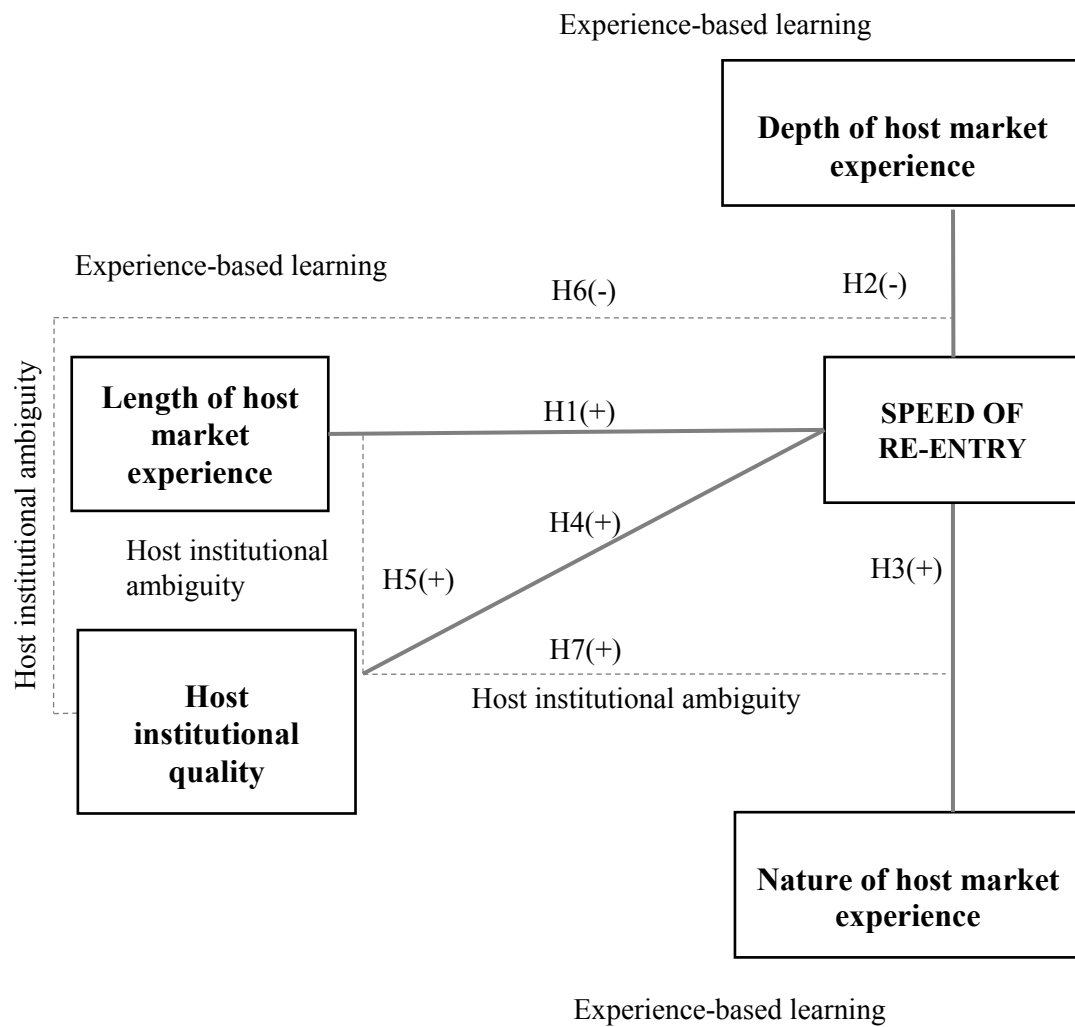 Experience-based learning
Depth of host market
experience
Experience-based learning
H6(-)
H2(-)
Host institutional ambiguity
Length of host
market
experience
H1(+)
SPEED OF
RE-ENTRY
H4(+)
Host institutional
ambiguity
H5(+)
H3(+)
H7(+)
Host institutional ambiguity
Host
institutional
quality
Nature of host market
experience
Experience-based learning